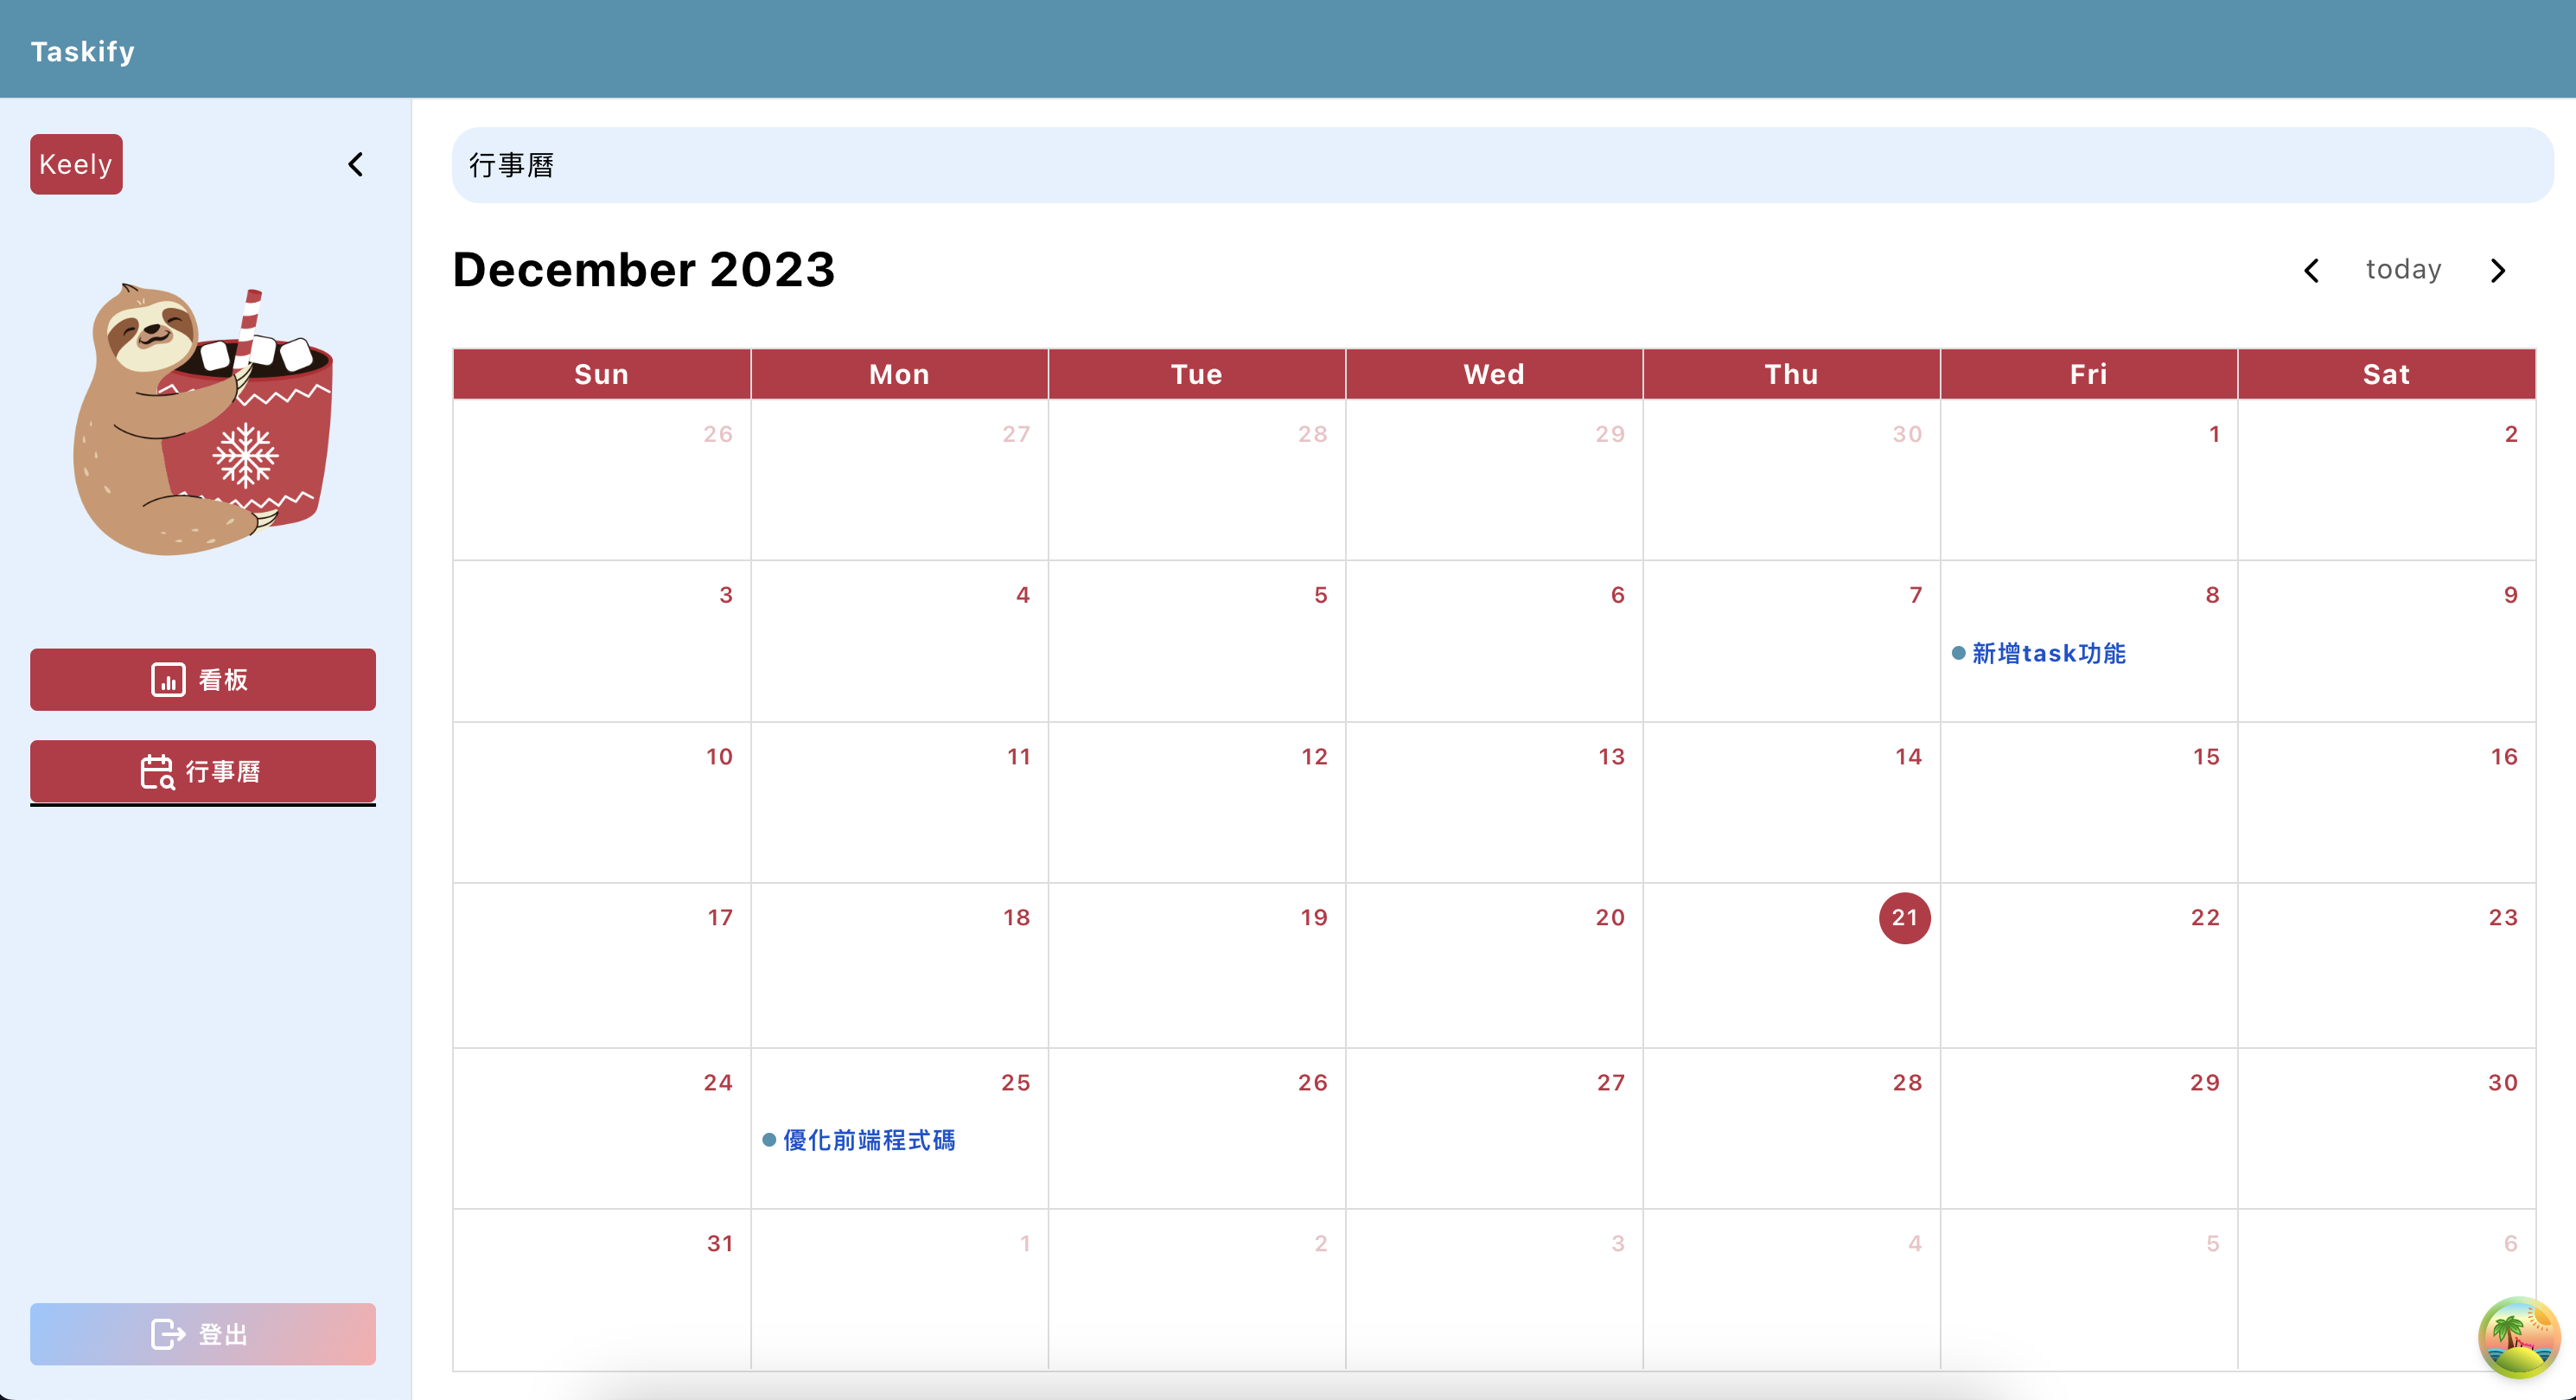 Taskify
Keely
看板
行事曆
登出
行事曆
December 2023
today
Sun Mon Tue Wed Thu Fri Sat
26 27 28 29 30 1 2
3 4 5 6 7 8 9
新增task功能
10 11 12 13 14 15 16
17 18 19 20 21 22 23
24 25 26 27 28 29 30
優化前端程式碼
31 1 2 3 4 5 6